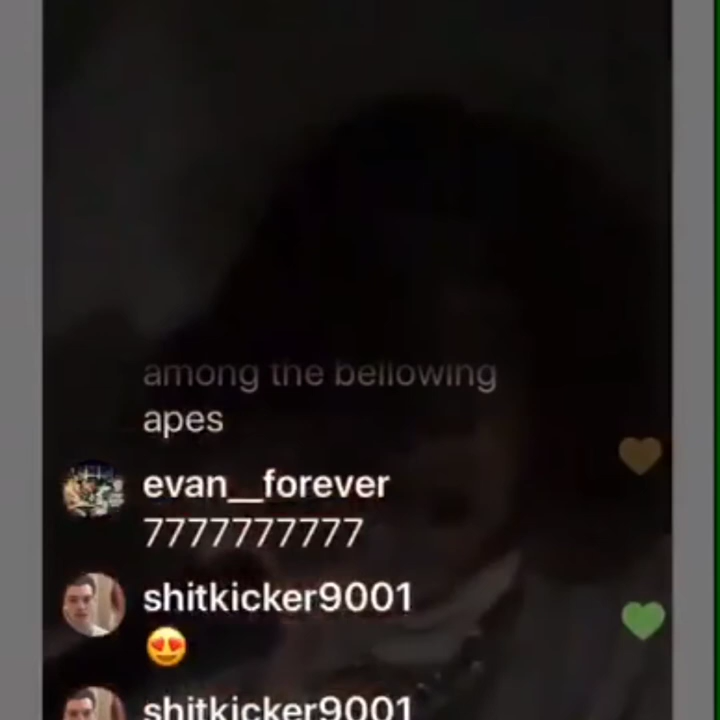 among the bellowing
apes
evan__forever
7777777777
shitkicker9001
😍
shitkicker9001